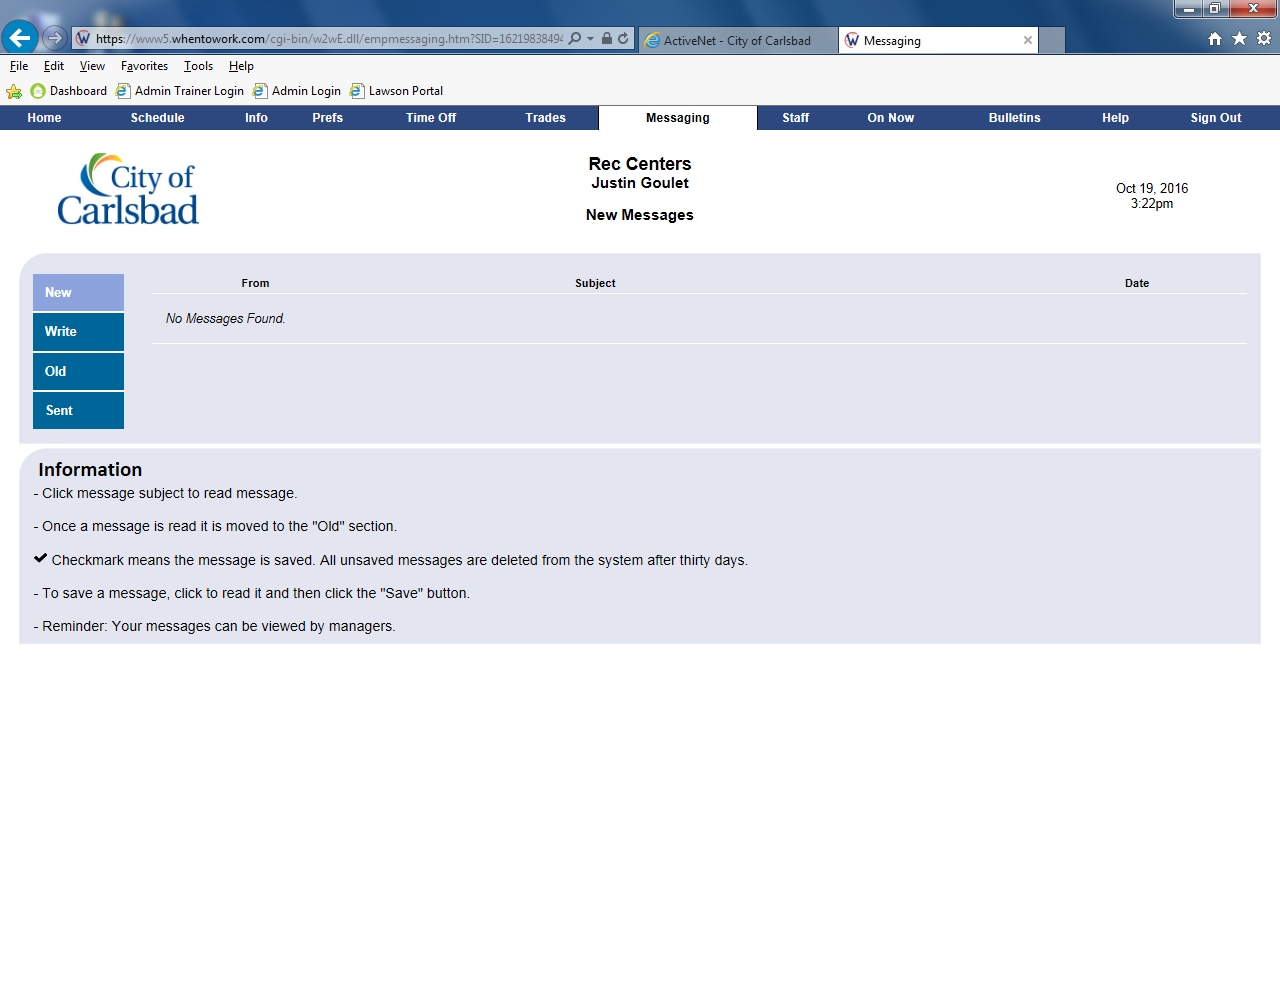 https://www5.whentowork.com/cgi-bin/w2wE.dll/empmessaging.htm?SID=1621983849
ActiveNet - City of Carlsbad
Messaging
File Edit View Favorites Tools Help
Dashboard Admin Trainer Login Admin Login Lawson Portal
Home Schedule Info Prefs Time Off Trades Messaging Staff On Now Bulletins Help Sign Out
City of
Carlsbad
Rec Centers
Justin Goulet
New Messages
Oct 19, 2016
3:22pm
New
Write
Old
Sent
From Subject Date
No Messages Found.
Information
- Click message subject to read message.
- Once a message is read it is moved to the "Old" section.
Checkmark means the message is saved. All unsaved messages are deleted from the system after thirty days.
- To save a message, click to read it and then click the "Save" button.
- Reminder: Your messages can be viewed by managers.